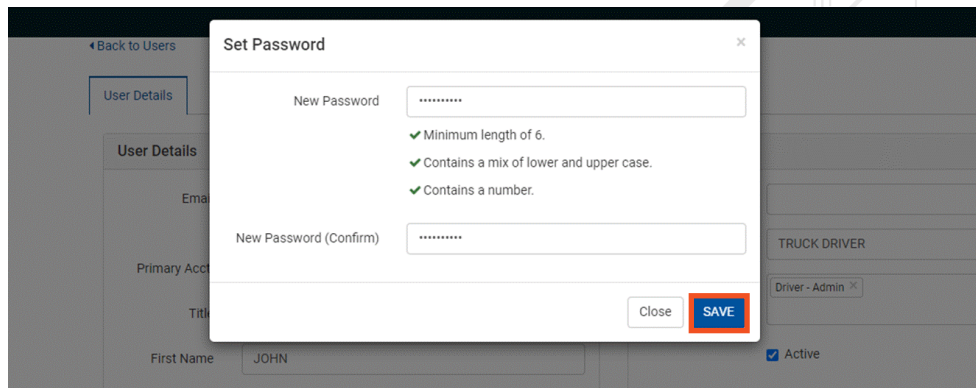 Back to Users
Set Password
×
User Details
New Password
••••••••••
Minimum length of 6.
User Details
Contains a mix of lower and upper case.
Contains a number.
New Password (Confirm)
••••••••••
TRUCK DRIVER
Primary Acct
Driver - Admin ×
Close
SAVE
First Name
JOHN
Active